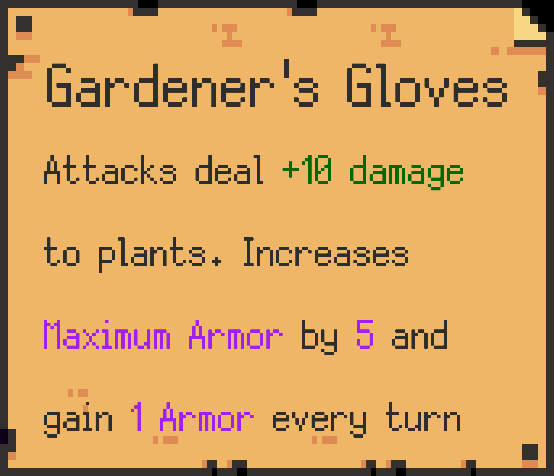 Gardener's Gloves
Attacks deal +10 damage
to plants. Increases
Maximum Armor by 5 and
gain 1 Armor every turn